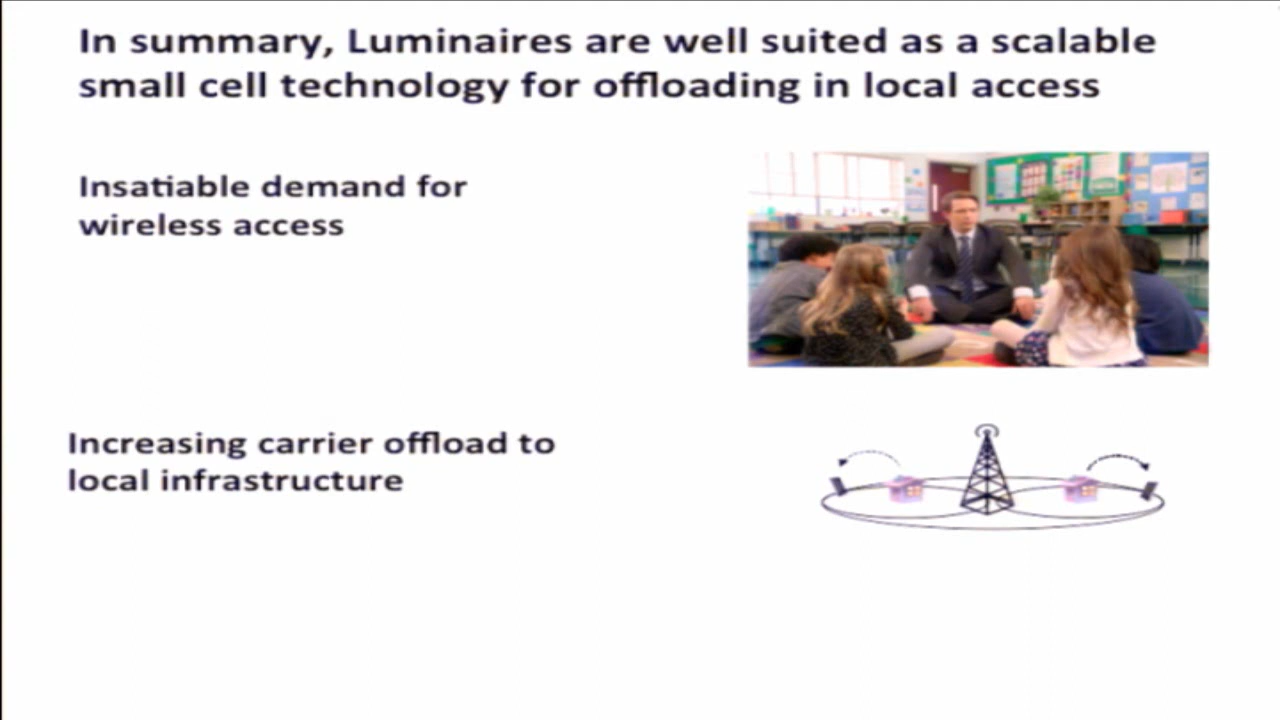 In summary, Luminaires are well suited as a scalable
small cell technology for offloading in local access
Insatiable demand for
wireless access
Increasing carrier offload to
local infrastructure